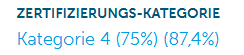 ZERTIFIZIERUNGS-KATEGORIE
Kategorie 4 (75%) (87,4%)